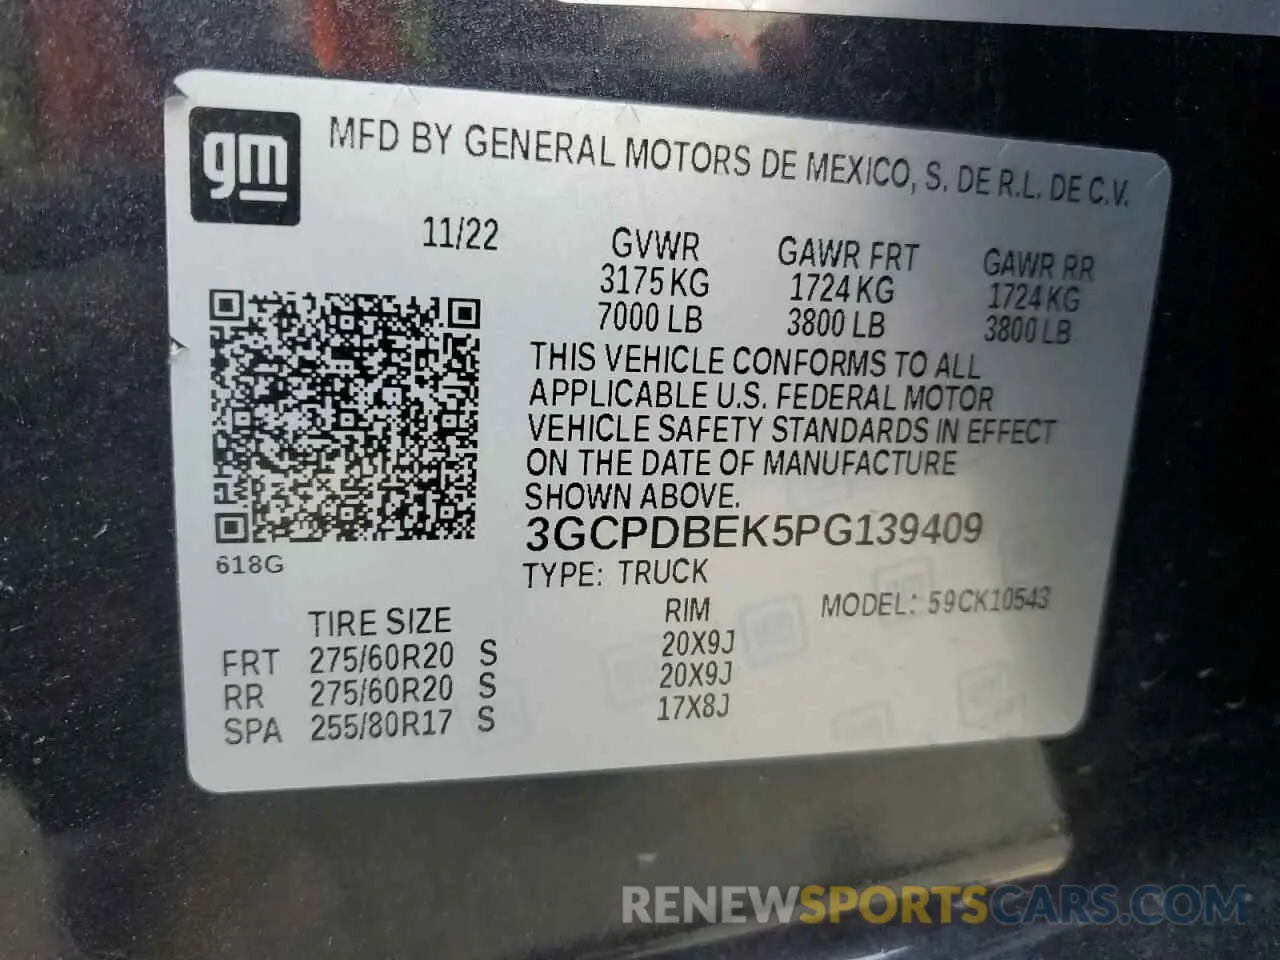 gm
MFD BY GENERAL MOTORS DE MEXICO, S. DE R.L. DE C.V.
11/22
GVWR GAWR FRT GAWR RR
3175 KG 1724 KG 1724 KG
7000 LB 3800 LB 3800 LB
THIS VEHICLE CONFORMS TO ALL
APPLICABLE U.S. FEDERAL MOTOR
VEHICLE SAFETY STANDARDS IN EFFECT
ON THE DATE OF MANUFACTURE
SHOWN ABOVE.
3GCPDBEK5PG139409
618G
TYPE: TRUCK
TIRE SIZE RIM MODEL: 59CK10543
FRT 275/60R20 S 20X9J
RR 275/60R20 S 20X9J
SPA 255/80R17 S 17X8J
RENEWSPORTSCARS.COM